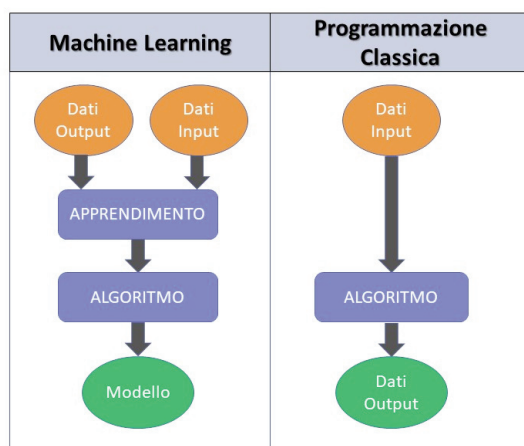 Machine Learning
Programmazione
Classica
Dati
Output
Dati
Input
APPRENDIMENTO
ALGORITMO
Modello
Dati
Input
ALGORITMO
Dati
Output